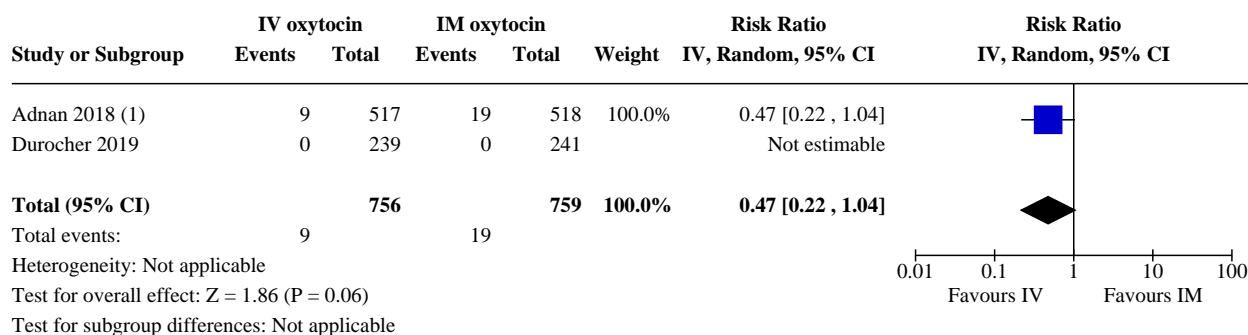 IV oxytocin IM oxytocin Risk Ratio Risk Ratio
Study or Subgroup Events Total Events Total Weight IV, Random, 95% CI IV, Random, 95% CI
Adnan 2018 (1) 9 517 19 518 100.0% 0.47 [0.22 , 1.04]
Durocher 2019 0 239 0 241 Not estimable
Total (95% CI) 756 759 100.0% 0.47 [0.22 , 1.04]
Total events: 9 19
Heterogeneity: Not applicable
0.01 0.1 1 10 100
Test for overall effect: Z = 1.86 (P = 0.06)
Favours IV Favours IM
Test for subgroup differences: Not applicable